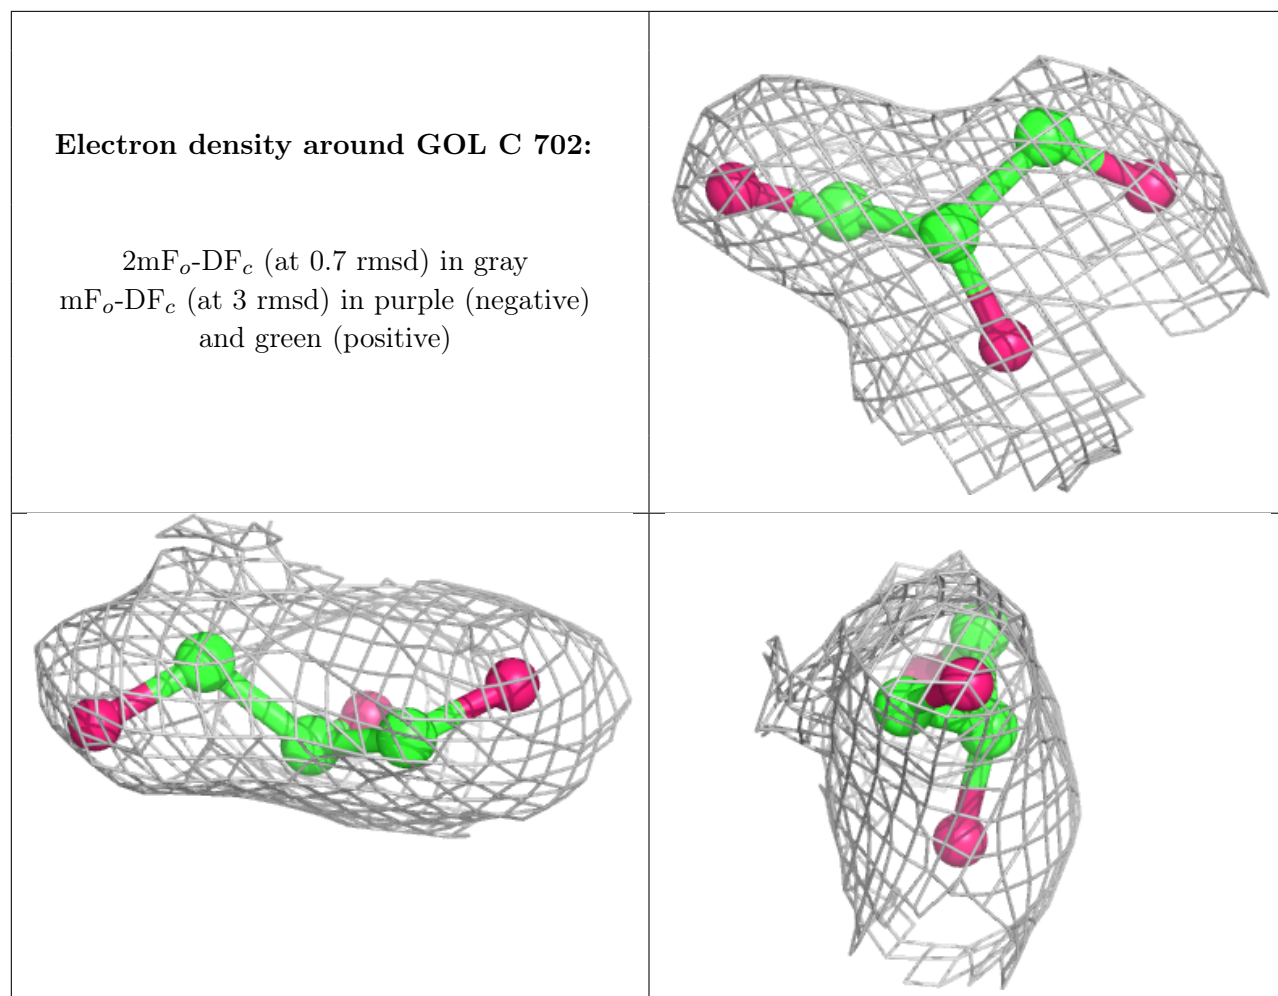 Electron density around GOL C 702:
2mFo-DFc (at 0.7 rmsd) in gray
mFo-DFc (at 3 rmsd) in purple (negative)
and green (positive)